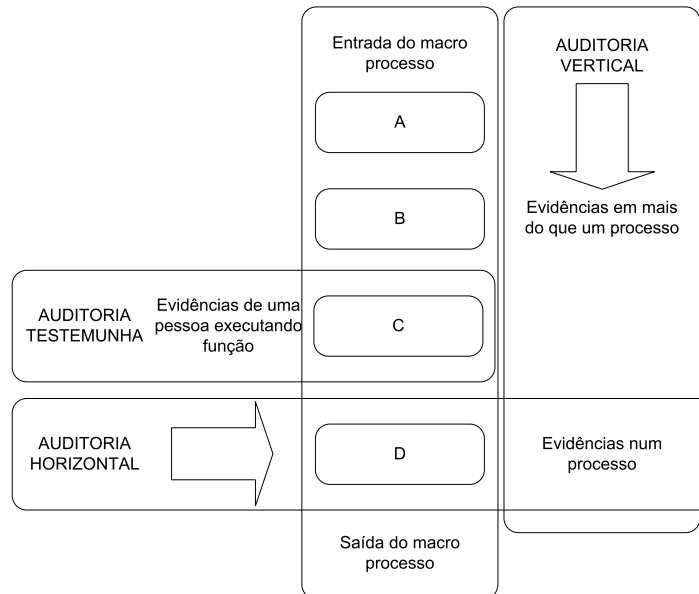 Entrada do macro
processo
A
B
AUDITORIA
VERTICAL
Evidências em mais
do que um processo
AUDITORIA
TESTEMUNHA
Evidências de uma
pessoa executando
função
C
AUDITORIA
HORIZONTAL
D
Evidências num
processo
Saída do macro
processo